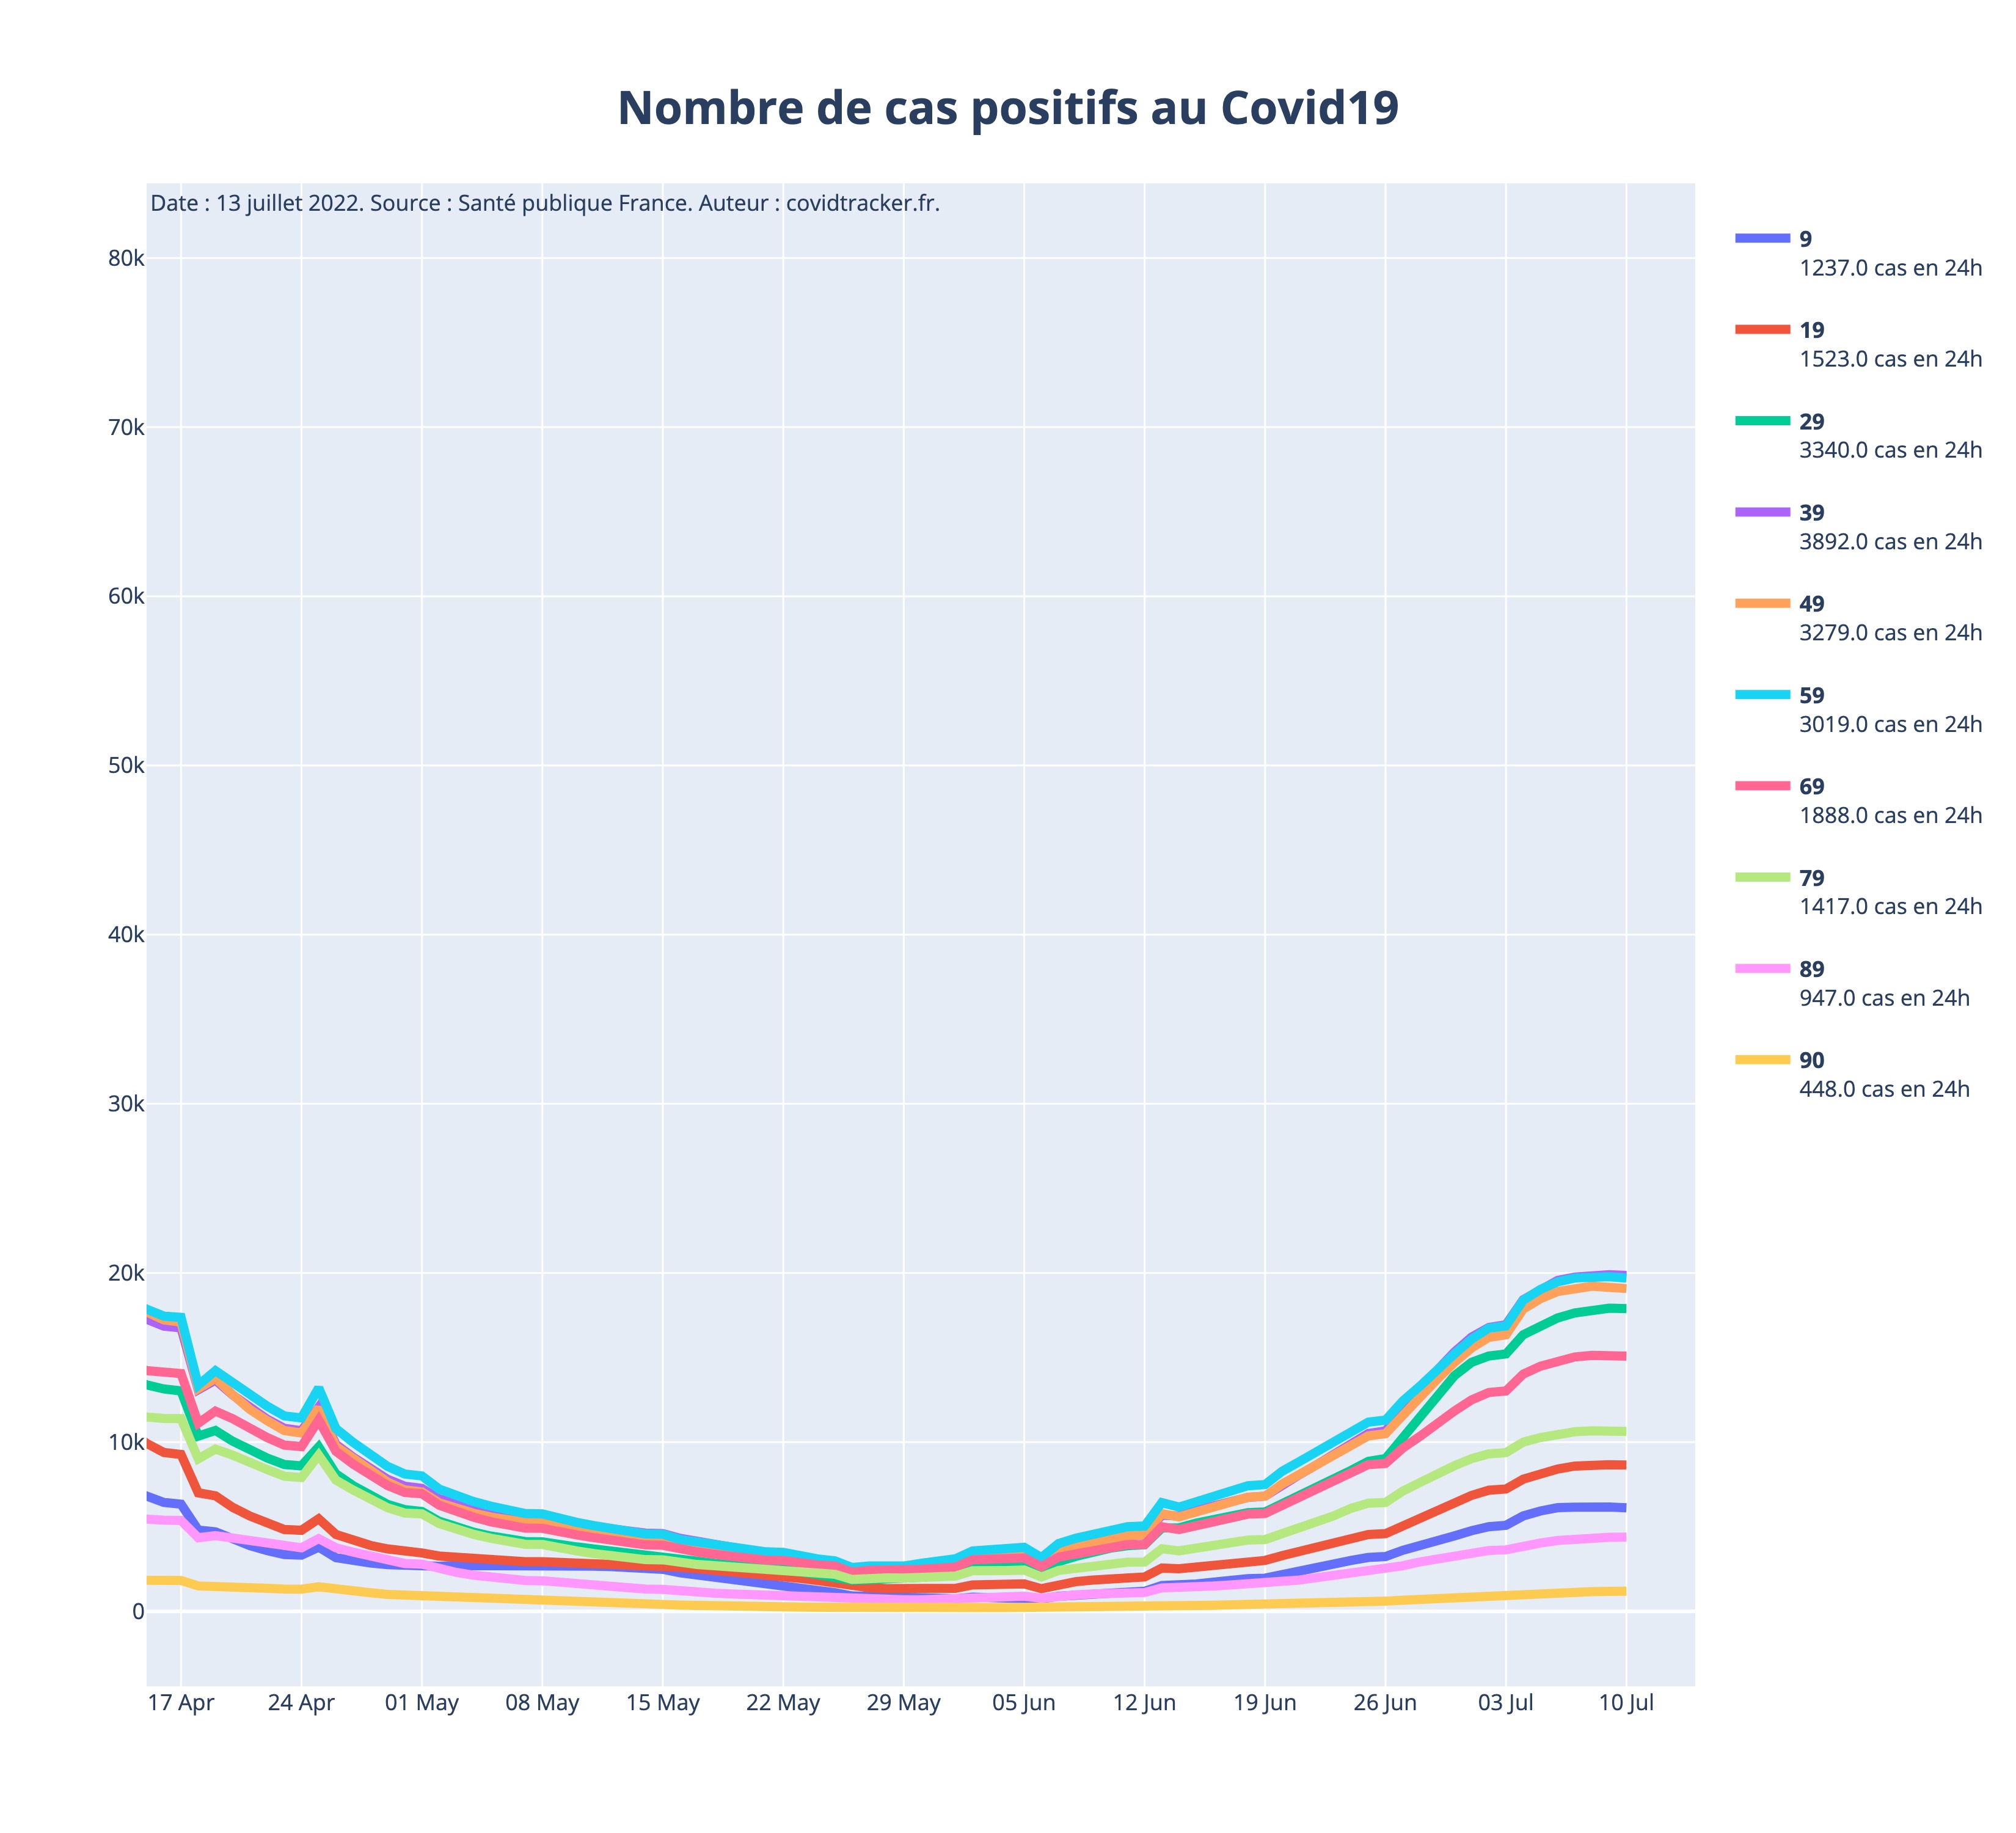 Nombre de cas positifs au Covid19
Date : 13 juillet 2022. Source : Santé publique France. Auteur : covidtracker.fr.
80k
70k
60k
50k
40k
30k
20k
10k
0
17 Apr
24 Apr
01 May
08 May
15 May
22 May
29 May
05 Jun
12 Jun
19 Jun
26 Jun
03 Jul
10 Jul
9
1237.0 cas en 24h
19
1523.0 cas en 24h
29
3340.0 cas en 24h
39
3892.0 cas en 24h
49
3279.0 cas en 24h
59
3019.0 cas en 24h
69
1888.0 cas en 24h
79
1417.0 cas en 24h
89
947.0 cas en 24h
90
448.0 cas en 24h